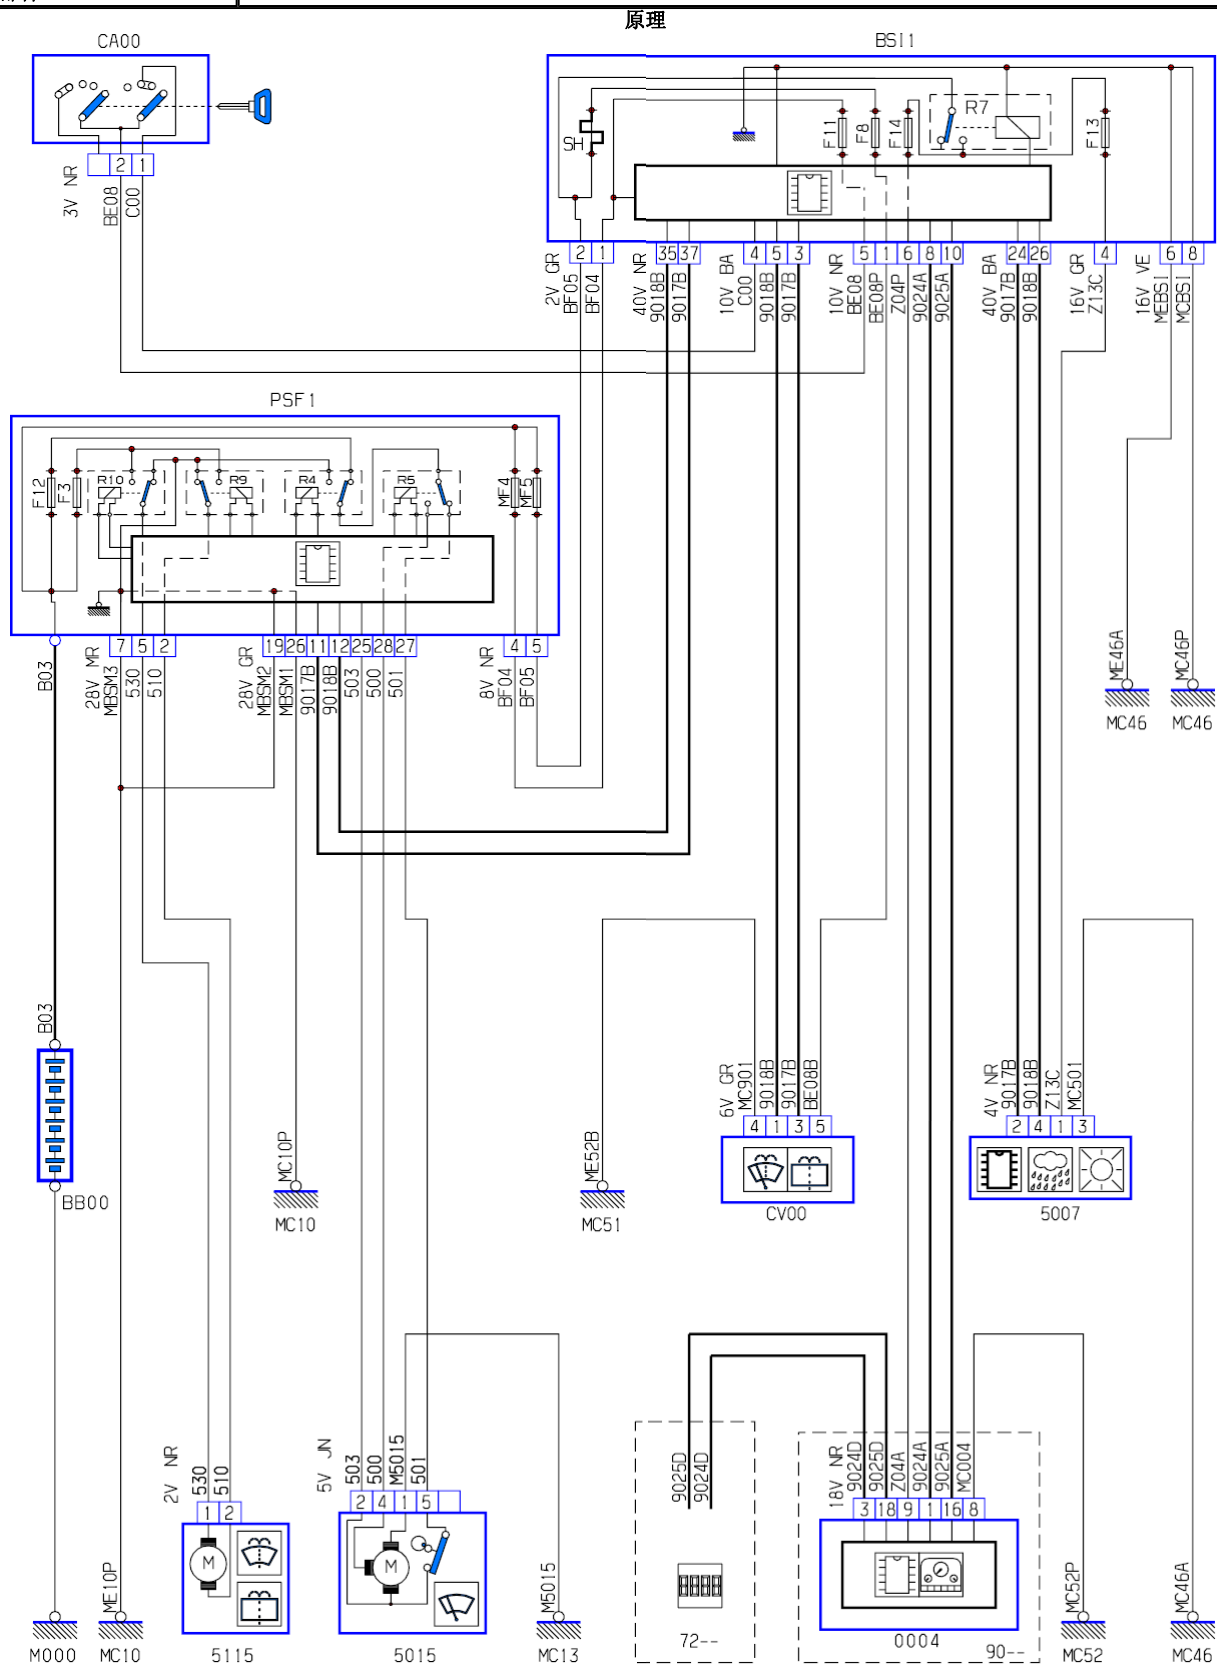 原理
CA00
BSI1
R7
SH
F11
F8
F14
F13
3V NR
2
1
BE08
C00
2V GR
2
1
BF05
BF04
40V NR
35
37
9018B
9017B
10V BA
4
5
3
C00
9018B
9017B
10V NR
5
1
6
8
10
BE08
BE08P
Z04P
9024A
9025A
40V BA
24
26
9017B
9018B
16V GR
4
Z13C
16V VE
6
8
MEBSI
MCBSI
PSF1
F12
F3
R10
R9
R4
R5
MF4
MF5
B03
28V MR
7
5
2
MBSM3
530
510
28V GR
19
26
11
12
25
28
27
MBSM2
MBSM1
9017B
9018B
503
500
501
8V NR
4
5
BF04
BF05
ME46A
MC46P
MC46
MC46
B03
BB00
MC10P
MC10
ME52B
MC51
6V GR
MC901
9018B
9017B
BE08B
4
1
3
5
CV00
4V NR
9017B
9018B
Z13C
MC501
2
4
1
3
5007
2V NR
530
510
1
2
M
5115
5V JN
503
500
M5015
501
2
4
1
5
M
5015
M5015
MC13
9025D
9024D
72--
18V NR
9024D
9025D
Z04A
9024A
9025A
MC004
3
18
9
1
16
8
0004
90--
MC52P
MC52
MC46A
MC46
M000
ME10P
MC10